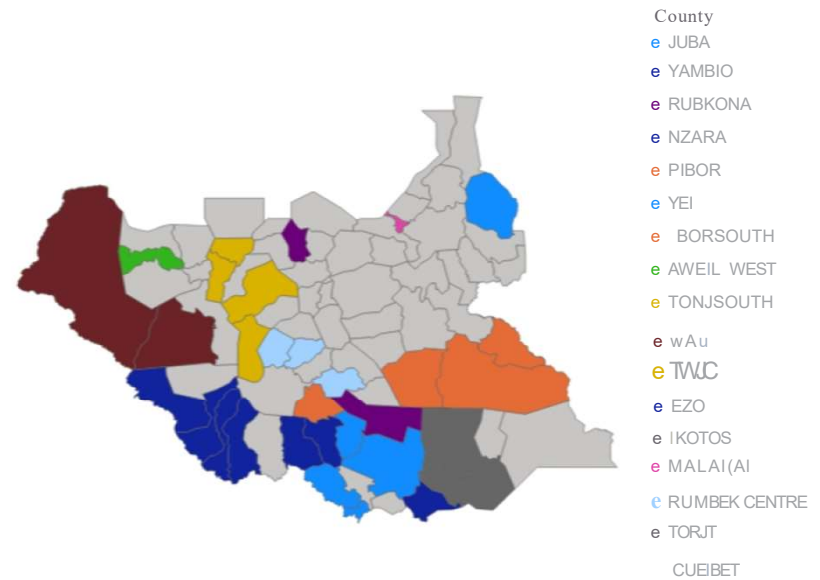 County
e JUBA
e YAMBIO
e RUBKONA
e NZARA
e PIBOR
e YEI
e BORSOUTH
e AWEIL WEST
e TONJSOUTH
e wAu
e TWJC
e EZO
e IKOTOS
e MALAI(AI
e RUMBEK CENTRE
e TORJT
CUEIBET